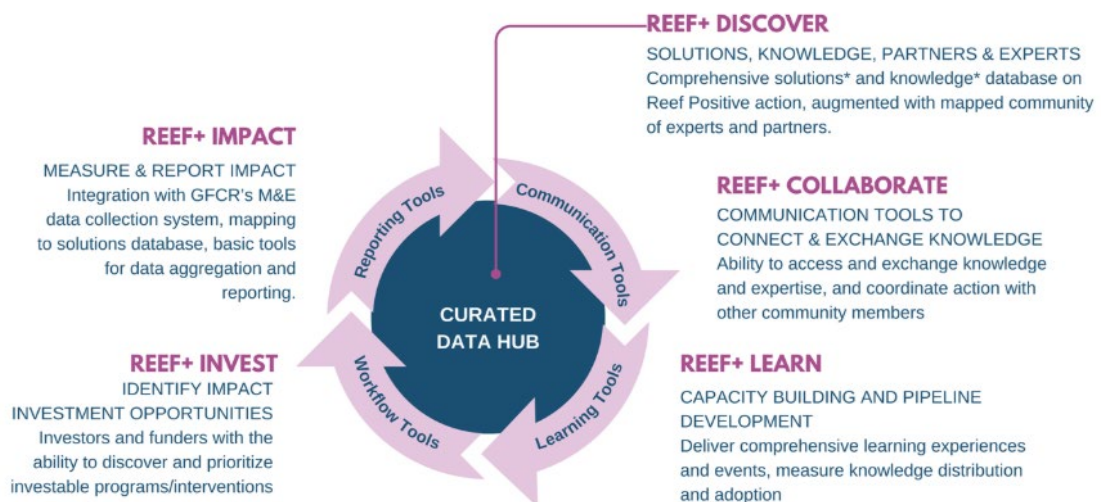 REEF+ DISCOVER
SOLUTIONS, KNOWLEDGE, PARTNERS & EXPERTS
Comprehensive solutions* and knowledge* database on
Reef Positive action, augmented with mapped community
of experts and partners.
REEF+ IMPACT
MEASURE & REPORT IMPACT
Integration with GFCR's M&E
data collection system, mapping
to solutions database, basic tools
for data aggregation and
reporting.
REEF+ COLLABORATE
COMMUNICATION TOOLS TO
CONNECT & EXCHANGE KNOWLEDGE
Ability to access and exchange knowledge
and expertise, and coordinate action with
other community members
Reporting Tools
Communication Tools
CURATED
DATA HUB
Workflow Tools
Learning Tools
REEF+ INVEST
IDENTIFY IMPACT
INVESTMENT OPPORTUNITIES
Investors and funders with the
ability to discover and prioritize
investable programs/interventions
REEF+ LEARN
CAPACITY BUILDING AND PIPELINE
DEVELOPMENT
Deliver comprehensive learning experiences
and events, measure knowledge distribution
and adoption